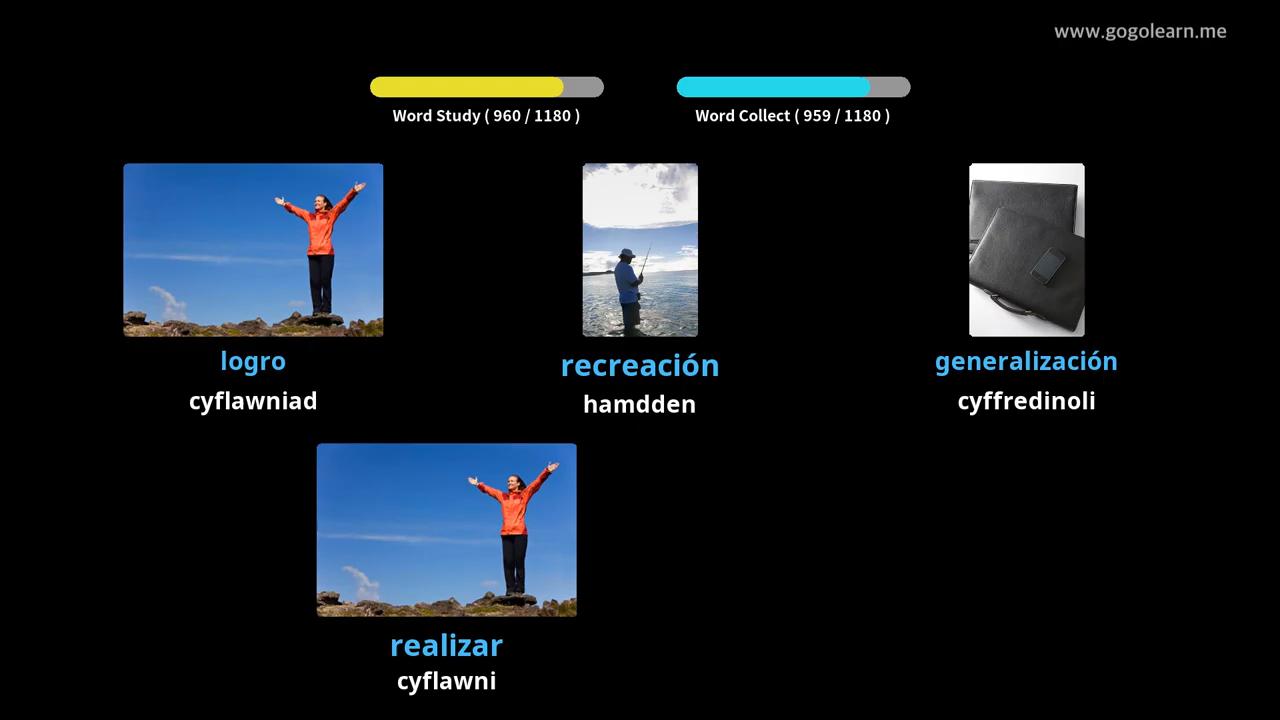 www.gogolearn.me
Word Study ( 960 / 1180 )
Word Collect ( 959 / 1180 )
logro
cyflawniad
recreación
hamdden
generalización
cyffredinoli
realizar
cyflawni